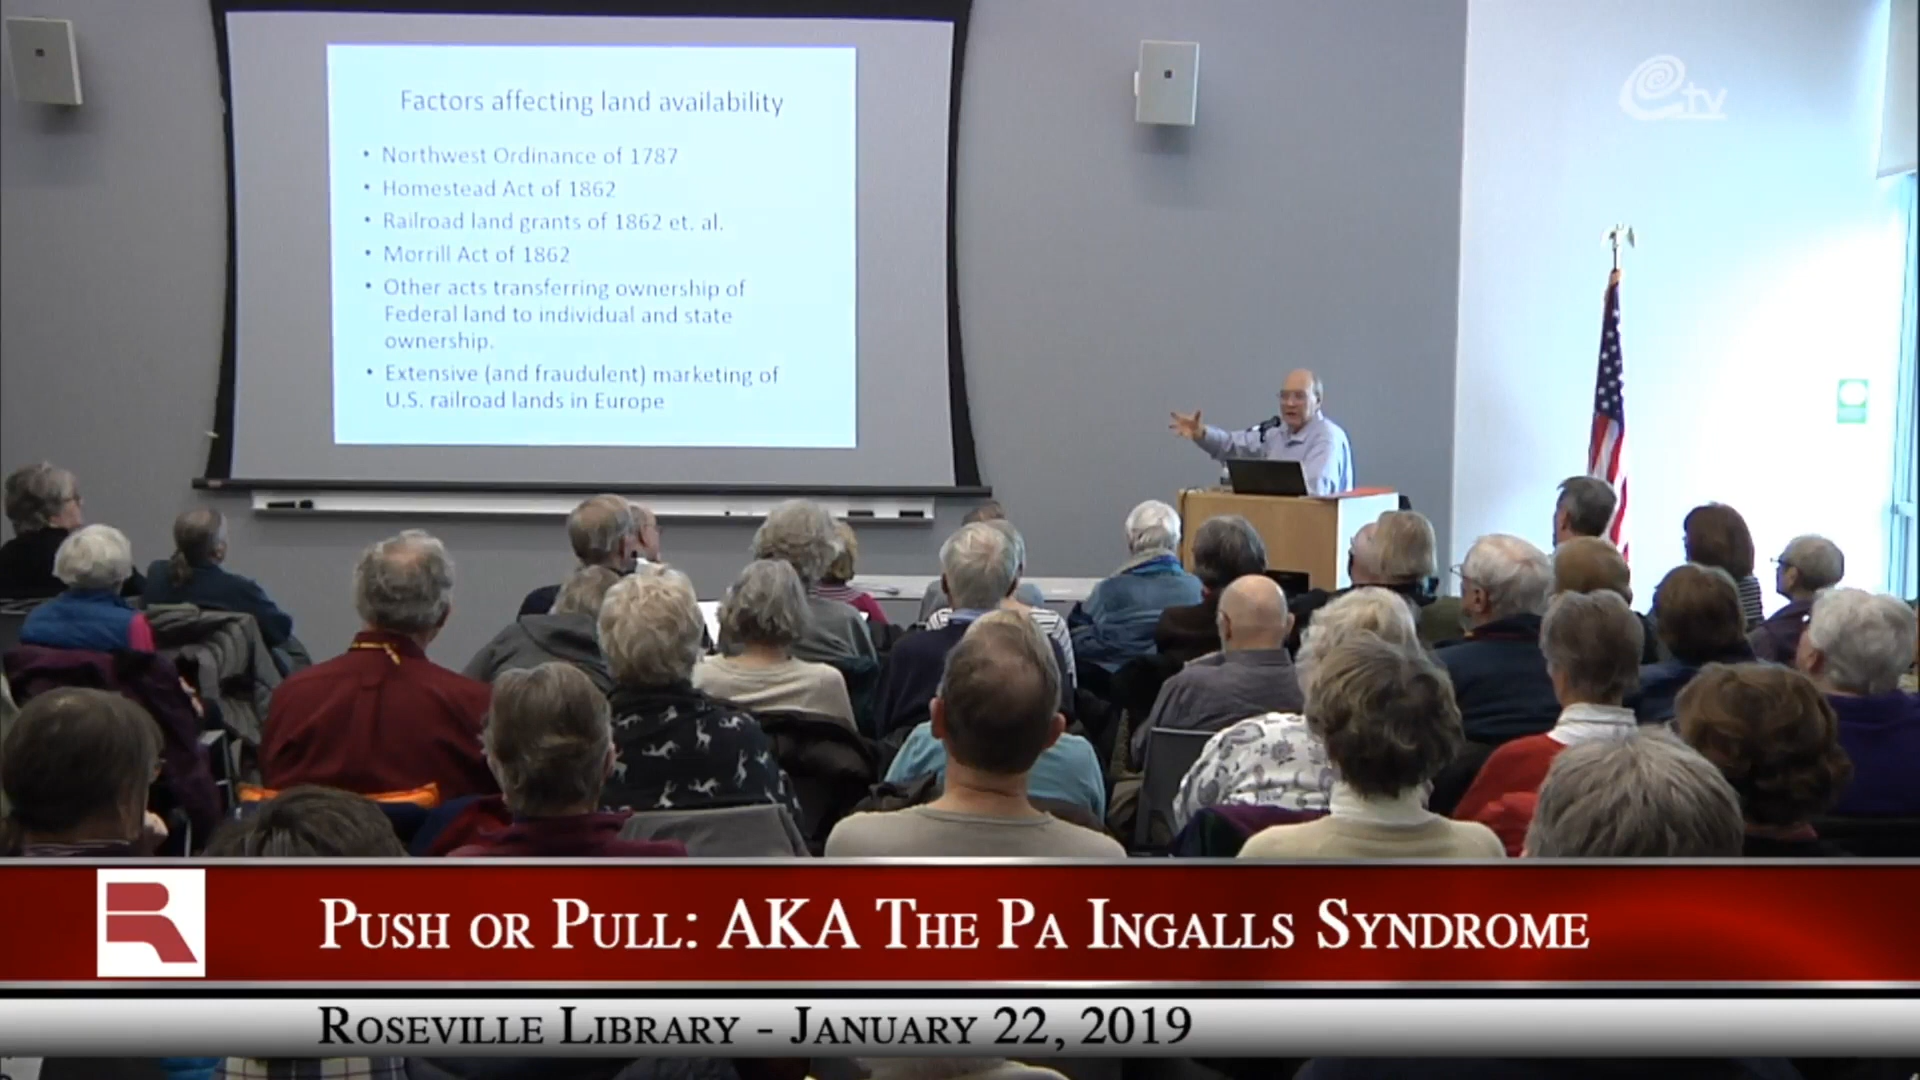 Factors affecting land availability
• Northwest Ordinance of 1787
• Homestead Act of 1862
• Railroad land grants of 1862 et. al.
• Morrill Act of 1862
• Other acts transferring ownership of
Federal land to individual and state
ownership.
• Extensive (and fraudulent) marketing of
U.S. railroad lands in Europe
etv
R
Push or Pull: AKA The Pa Ingalls Syndrome
Roseville Library - January 22, 2019